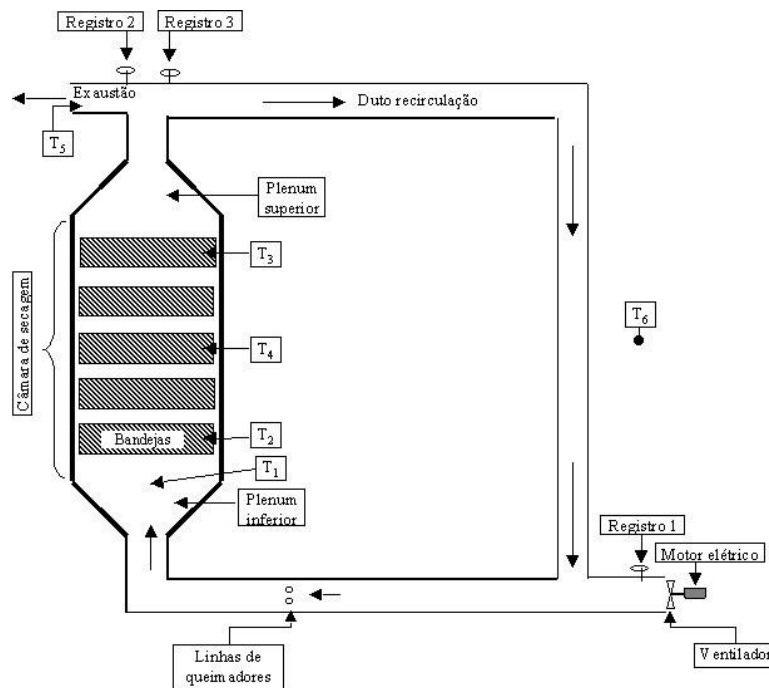 Registro 2
Registro 3
Exaustão
Duto recirculação
T5
Plenum
superior
T3
Câmara de secagem
T6
T4
Bandejas
T2
T1
Plenum
inferior
Registro 1
Motor elétrico
Linhas de
queimadores
Ventilador